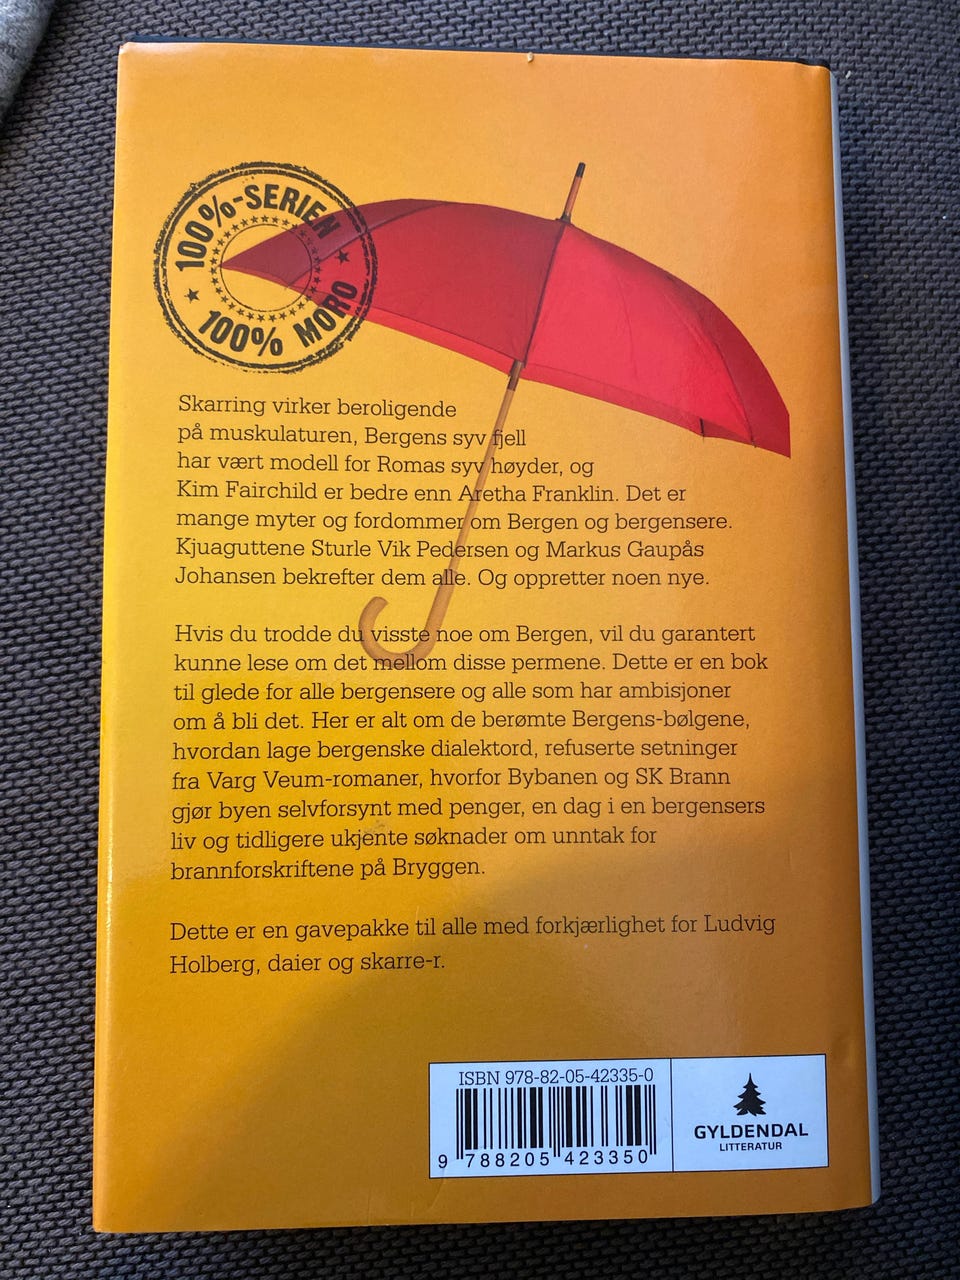 100%-SERIEN
100% MORO
Skarring virker beroligende
på muskulaturen, Bergens syv fjell
har vært modell for Romas syv høyder, og
Kim Fairchild er bedre enn Aretha Franklin. Det er
mange myter og fordommer om Bergen og bergensere.
Kjuaguttene Sturle Vik Pedersen og Markus Gaupås
Johansen bekrefter dem alle. Og oppretter noen nye.
Hvis du trodde du visste noe om Bergen, vil du garantert
kunne lese om det mellom disse permene. Dette er en bok
til glede for alle bergensere og alle som har ambisjoner
om å bli det. Her er alt om de berømte Bergens-bølgene,
hvordan lage bergenske dialektord, refuserte setninger
fra Varg Veum-romaner, hvorfor Bybanen og SK Brann
gjør byen selvforsynt med penger, en dag i en bergensers
liv og tidligere ukjente søknader om unntak for
brannforskriftene på Bryggen.
Dette er en gavepakke til alle med forkjærlighet for Ludvig
Holberg, daier og skarre-r.
ISBN 978-82-05-42335-0
9 788205 423350
GYLDENDAL
LITTERATUR